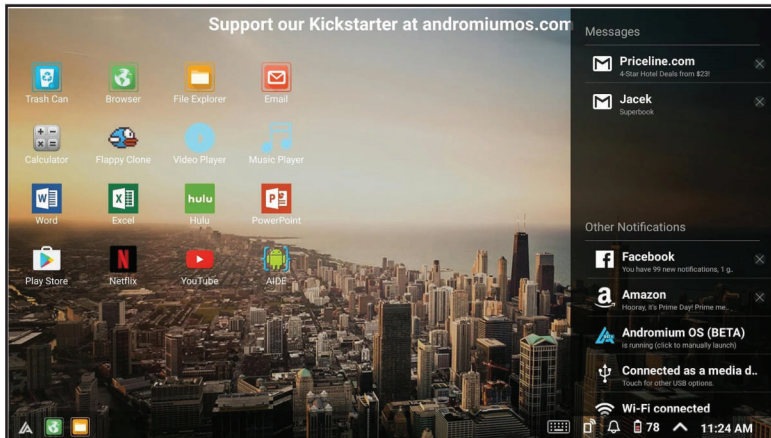 Support our Kickstarter at andromiumos.com
Trash Can
Browser
File Explorer
Email
Calculator
Flappy Clone
Video Player
Music Player
Word
Excel
hulu
Hulu
PowerPoint
Play Store
Netflix
YouTube
AIDE
Messages
Priceline.com
4-Star Hotel Deals from $23!
Jacek
Superbook
Other Notifications
Facebook
You have 99 new notifications, 1 g..
Amazon
Hooray, it's Prime Day! Prime me..
Andromium OS (BETA)
is running (click to manually launch)
Connected as a media d..
Touch for other USB options.
Wi-Fi connected
78
11:24 AM